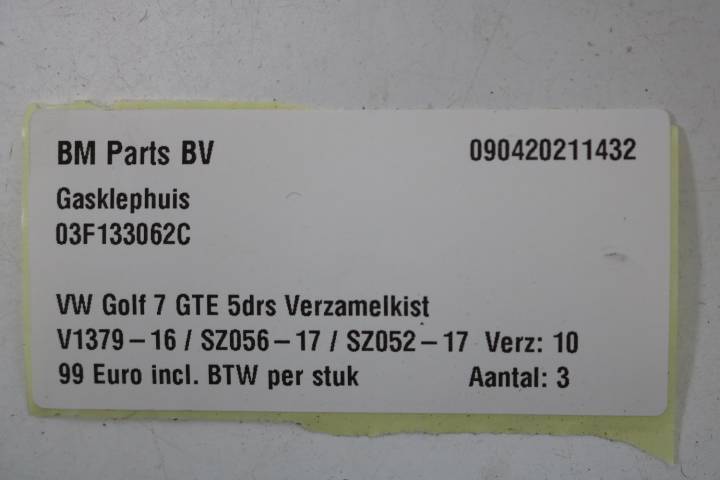 BM Parts BV 090420211432
Gasklephuis
03F133062C
VW Golf 7 GTE 5drs Verzamelkist
V1379-16 / SZ056-17 / SZ052-17 Verz: 10
99 Euro incl. BTW per stuk Aantal: 3